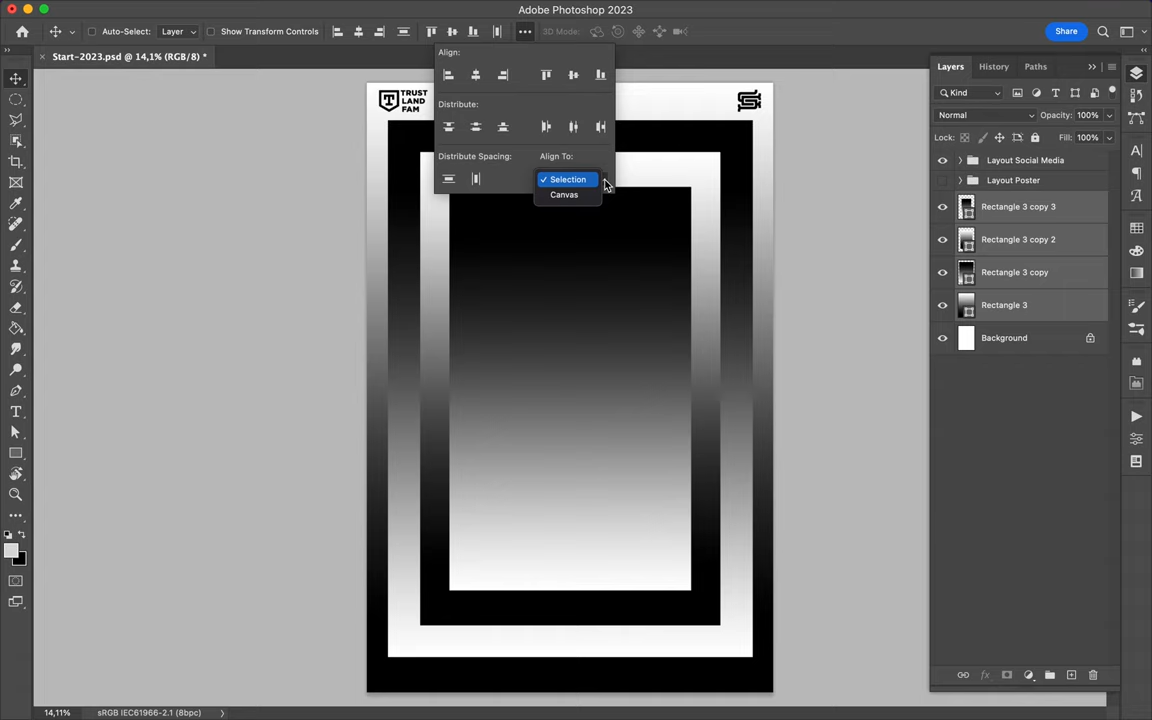 Adobe Photoshop 2023
Auto-Select:
Layer
Show Transform Controls
3D Mode:
Share
Start-2023.psd @ 14,1% (RGB/8) *
Align:
Distribute:
Distribute Spacing:
Align To:
Selection
Canvas
TRUST
LAND
FAM
Layers
History
Paths
Kind
Normal
Opacity: 100%
Lock:
Fill: 100%
Layout Social Media
Layout Poster
Rectangle 3 copy 3
Rectangle 3 copy 2
Rectangle 3 copy
Rectangle 3
Background
14,11%
sRGB IEC61966-2.1 (8bpc)